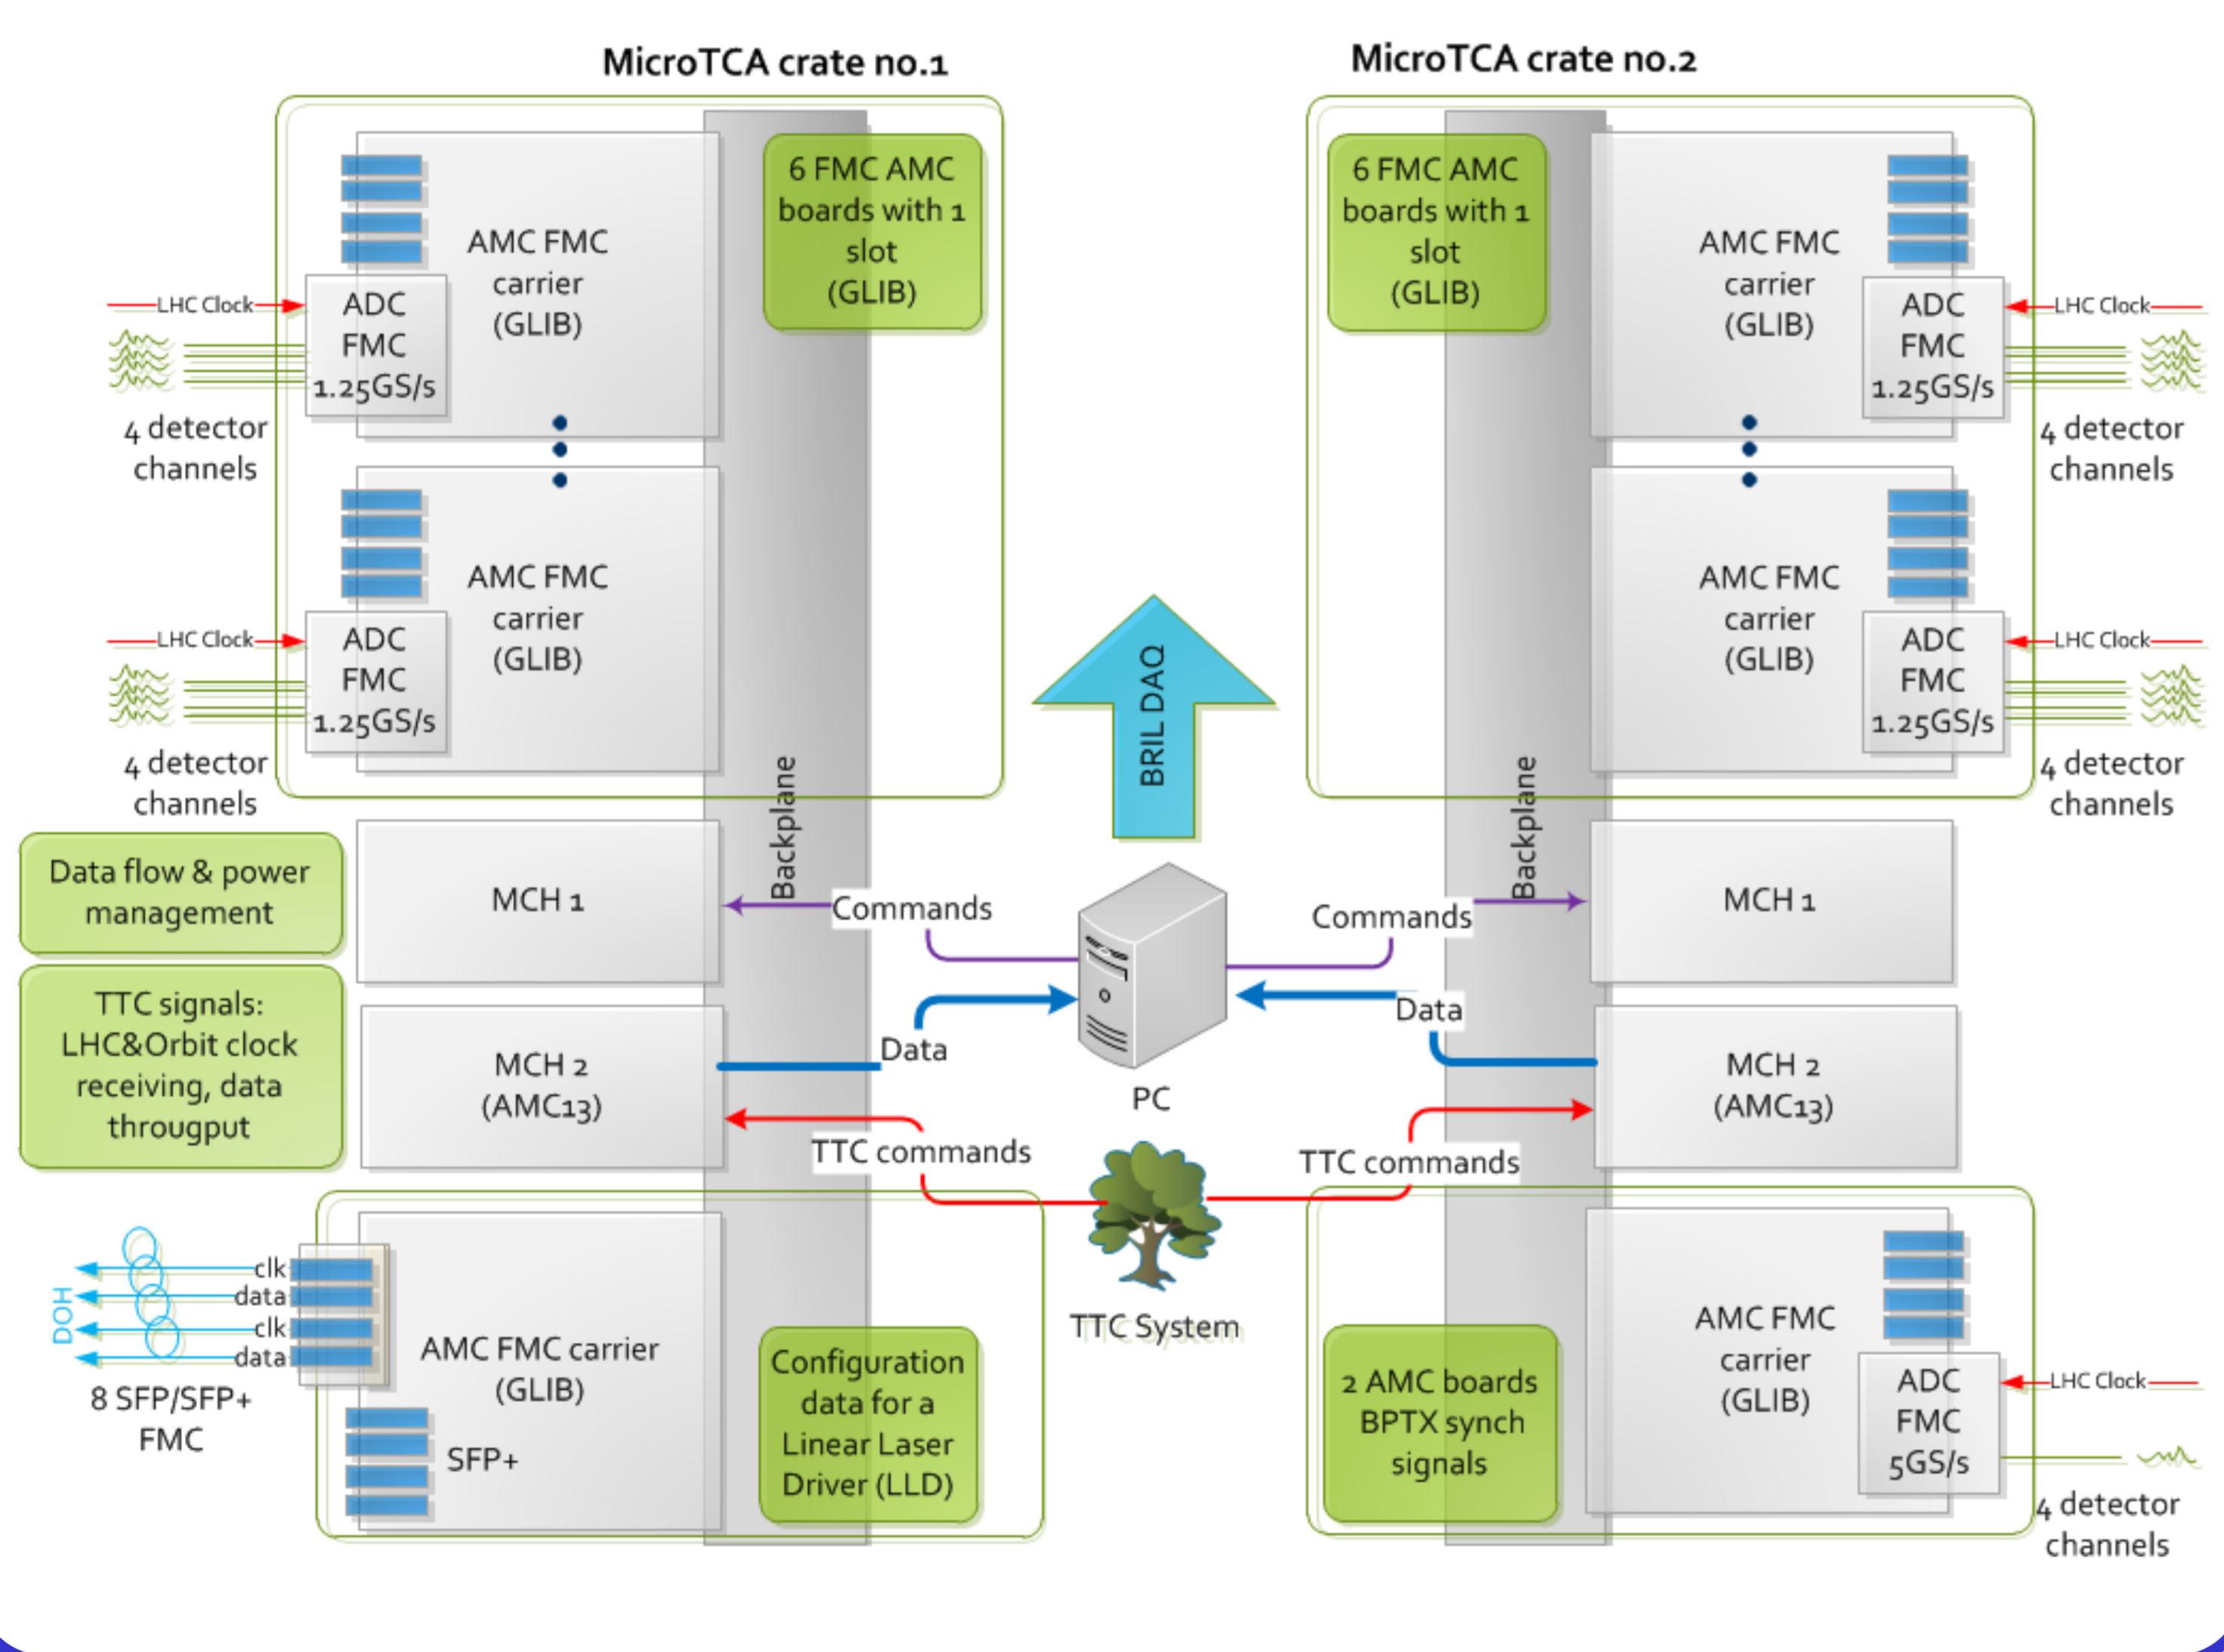 MicroTCA crate no.1
6 FMC AMC
boards with 1
slot
(GLIB)
AMC FMC
carrier
(GLIB)
LHC Clock
ADC
FMC
1.25GS/s
4 detector
channels
AMC FMC
carrier
(GLIB)
LHC Clock
ADC
FMC
1.25GS/s
4 detector
channels
Backplane
Data flow & power
management
MCH 1
Commands
TTC signals:
LHC&Orbit clock
receiving, data
througput
MCH 2
(AMC13)
Data
TTC commands
clk
data
clk
data
DOH
8 SFP/SFP+
FMC
AMC FMC carrier
(GLIB)
SFP+
Configuration
data for a
Linear Laser
Driver (LLD)
BRIL DAQ
PC
TTC System
MicroTCA crate no.2
6 FMC AMC
boards with 1
slot
(GLIB)
AMC FMC
carrier
(GLIB)
ADC
FMC
1.25GS/s
LHC Clock
4 detector
channels
AMC FMC
carrier
(GLIB)
ADC
FMC
1.25GS/s
LHC Clock
4 detector
channels
Backplane
Commands
MCH 1
Data
MCH 2
(AMC13)
TTC commands
2 AMC boards
BPTX synch
signals
AMC FMC
carrier
(GLIB)
ADC
FMC
5GS/s
LHC Clock
4 detector
channels